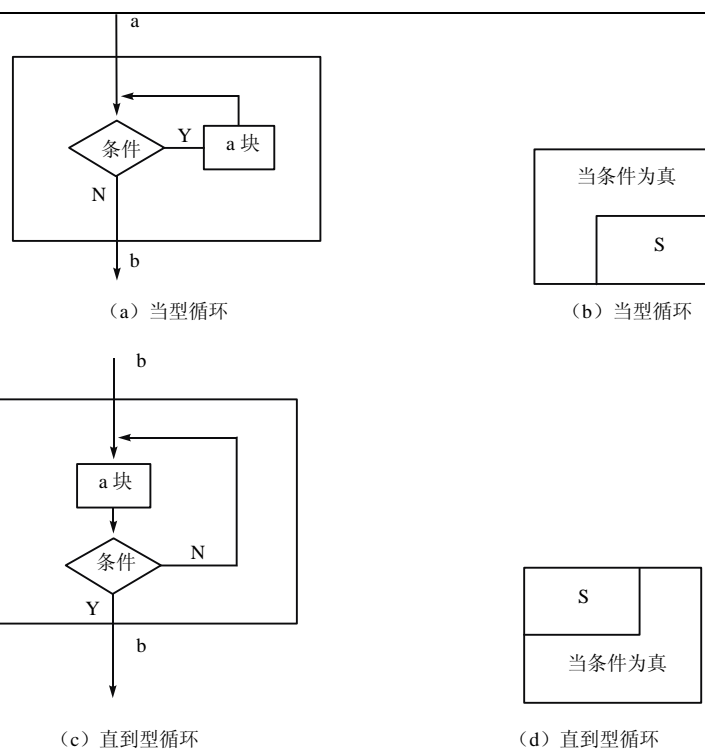 a
条件
Y
a 块
N
b
当条件为真
S
（a）当型循环
（b）当型循环
b
a 块
条件
N
Y
b
S
当条件为真
（c）直到型循环
（d）直到型循环